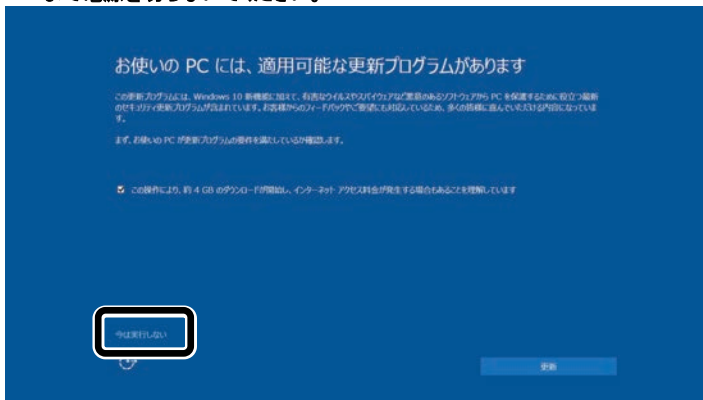 お使いの PC には、適用可能な更新プログラムがあります
この更新プログラムには、Windows 10 新機能に加えて、有害なウイルスやスパイウェアなど悪意のあるソフトウェアから PC を保護するために役立つ最新
のセキュリティ更新プログラムが含まれています。お客様からのフィードバックやご要望にも対応しているため、多くの皆様に喜んでいただける内容になっていま
す。
まず、お使いの PC が更新プログラムの要件を満たしているか確認します。
この操作により、約 4 GB のダウンロードが開始し、インターネット アクセス料金が発生する場合もあることを理解しています
今は実行しない
更新